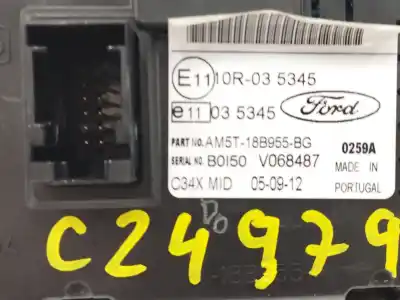 E11 10R-03 5345
e11 03 5345
Ford
PART NO. AM5T-18B955-BG 0259A
SERIAL NO. B0I50 V068487 MADE IN
C34X MID 05-09-12 PORTUGAL
C24979